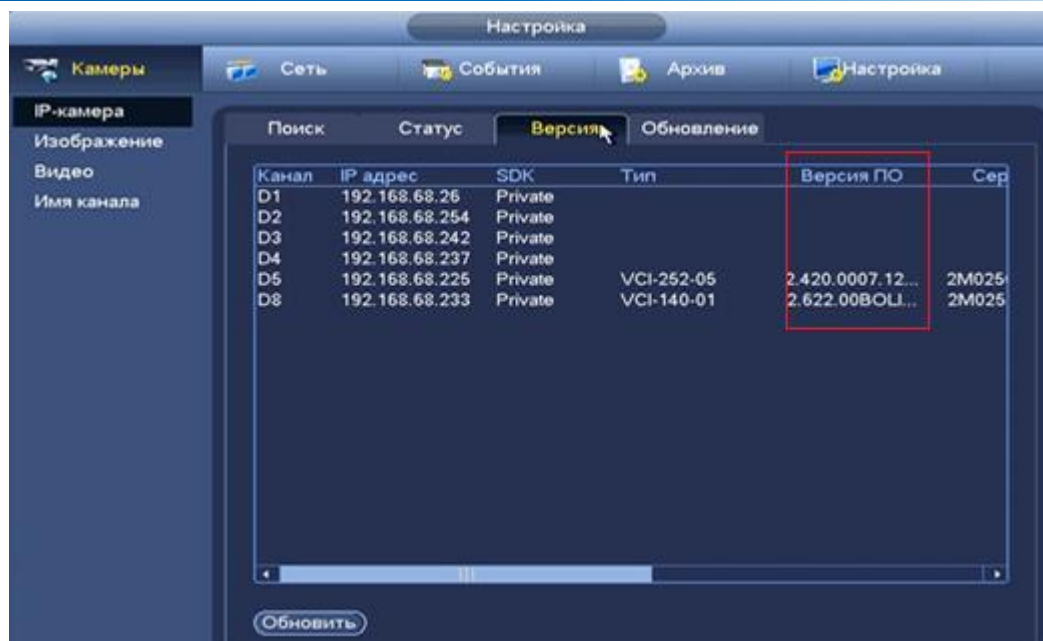 Настройка
Камеры Сеть События Архив Настройка
IP-камера
Изображение
Видео
Имя канала
Поиск Статус Версия Обновление
Канал IP адрес SDK Тип Версия ПО Сер
D1 192.168.68.26 Private
D2 192.168.68.254 Private
D3 192.168.68.242 Private
D4 192.168.68.237 Private
D5 192.168.68.225 Private VCI-252-05 2.420.0007.12... 2M025
D8 192.168.68.233 Private VCI-140-01 2.622.00BOLI... 2M025
Обновить